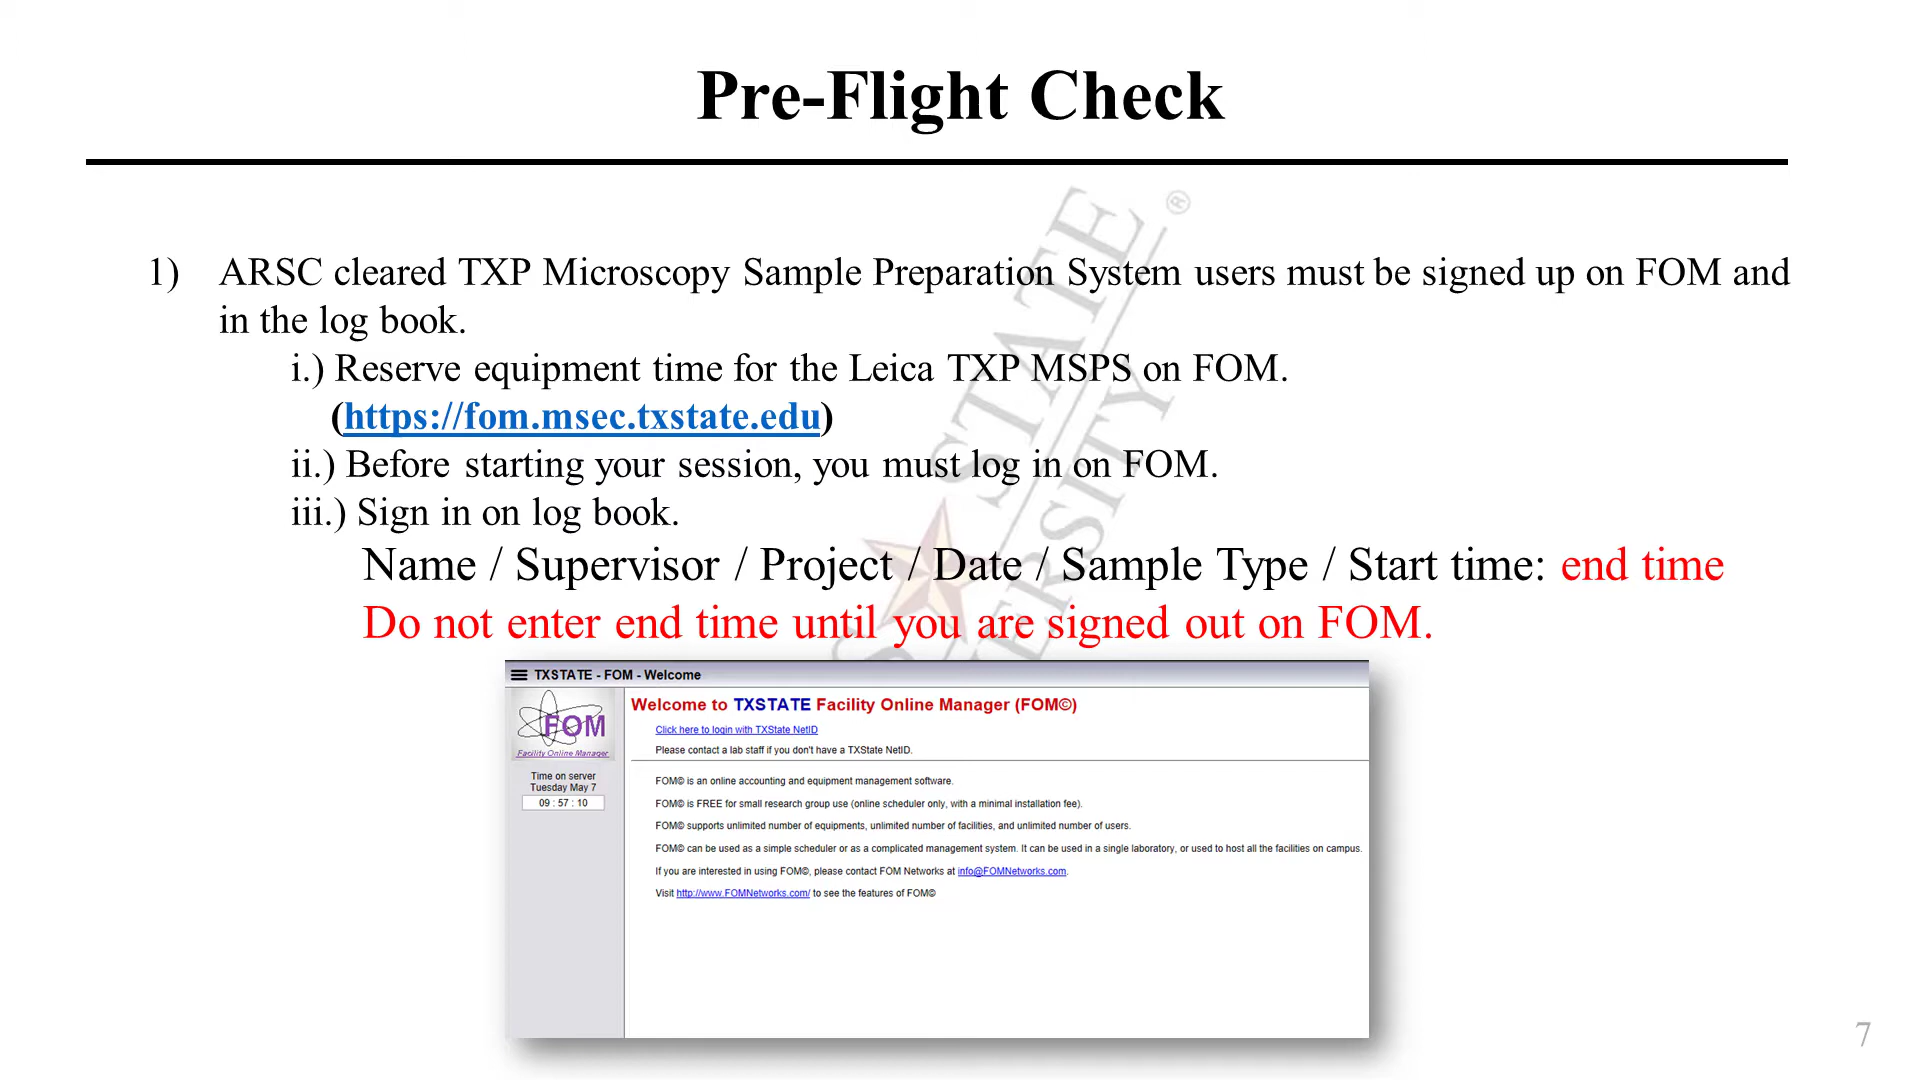 Pre-Flight Check
1) ARSC cleared TXP Microscopy Sample Preparation System users must be signed up on FOM and
in the log book.
i.) Reserve equipment time for the Leica TXP MSPS on FOM.
(https://fom.msec.txstate.edu)
ii.) Before starting your session, you must log in on FOM.
iii.) Sign in on log book.
Name / Supervisor / Project / Date / Sample Type / Start time: end time
Do not enter end time until you are signed out on FOM.
STATE ®
ERSITY
TXSTATE - FOM - Welcome
FOM
Facility Online Manager
Time on server
Tuesday May 7
09 : 57 : 10
Welcome to TXSTATE Facility Online Manager (FOM©)
Click here to login with TXState NetID
Please contact a lab staff if you don't have a TXState NetID.
FOM© is an online accounting and equipment management software.
FOM© is FREE for small research group use (online scheduler only, with a minimal installation fee).
FOM© supports unlimited number of equipments, unlimited number of facilities, and unlimited number of users.
FOM© can be used as a simple scheduler or as a complicated management system. It can be used in a single laboratory, or used to host all the facilities on campus.
If you are interested in using FOM©, please contact FOM Networks at info@FOMNetworks.com.
Visit http://www.FOMNetworks.com/ to see the features of FOM©
7